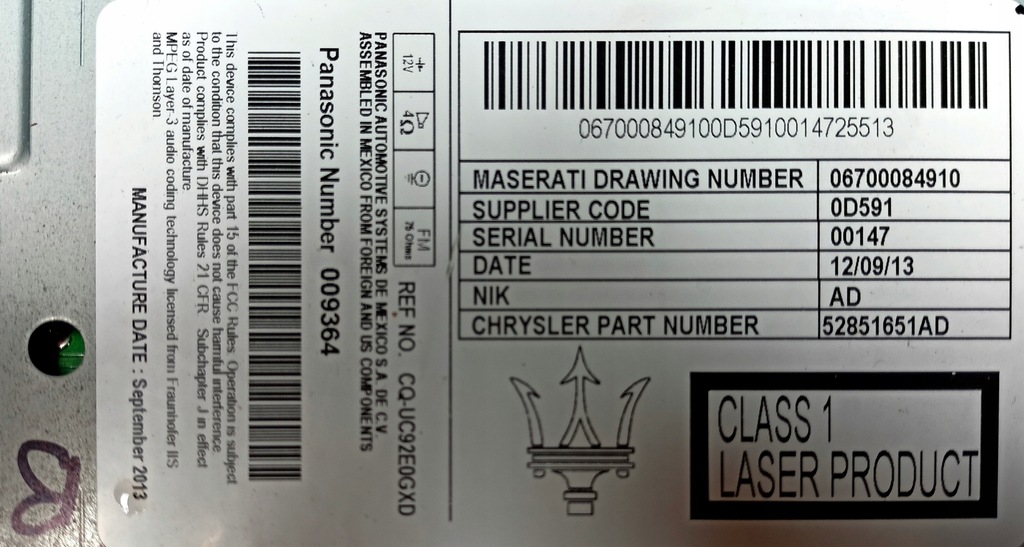 067000849100D5910014725513
MASERATI DRAWING NUMBER 06700084910
SUPPLIER CODE 0D591
SERIAL NUMBER 00147
DATE 12/09/13
NIK AD
CHRYSLER PART NUMBER 52851651AD
CLASS 1
LASER PRODUCT
12V 4Ω FM 75 Ohms
REF NO. CQ-UC92E0GXD
PANASONIC AUTOMOTIVE SYSTEMS DE MEXICO S.A. DE C.V.
ASSEMBLED IN MEXICO FROM FOREIGN AND US COMPONENTS
Panasonic Number 009364
This device complies with part 15 of the FCC Rules. Operation is subject
to the condition that this device does not cause harmful interference
Product complies with DHHS Rules 21 CFR Subchapter J in effect
as of date of manufacture
MPEG Layer-3 audio coding technology licensed from Fraunhofer IIS
and Thomson
MANUFACTURE DATE : September 2013